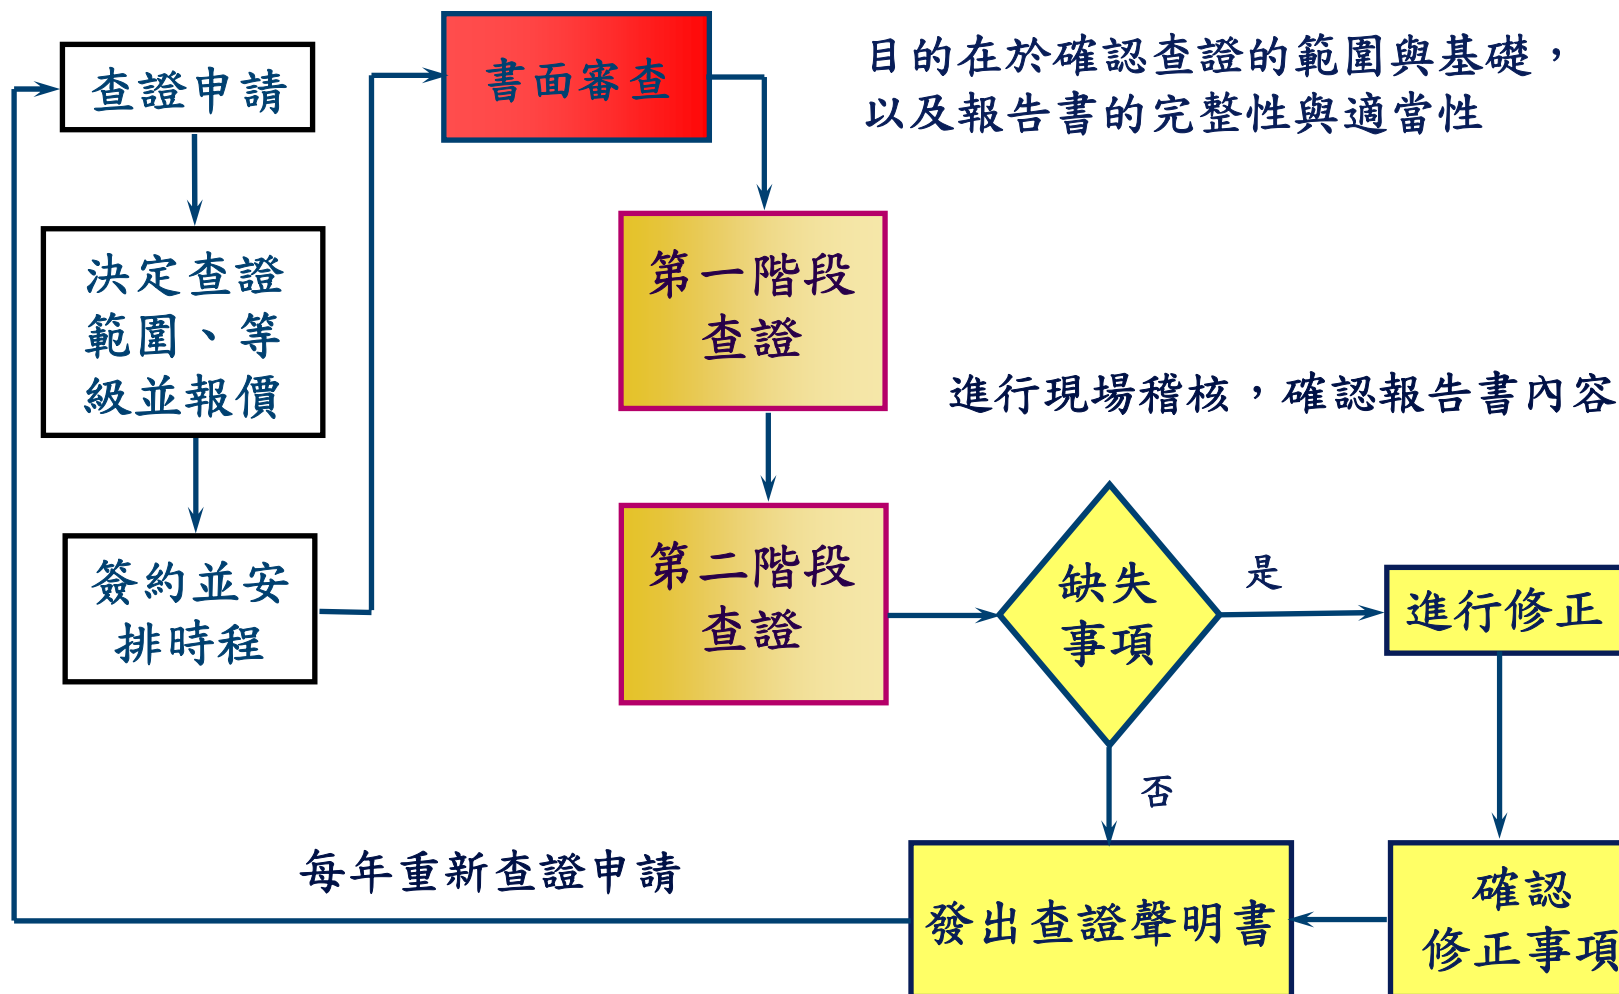 查證申請
決定查證
範圍、等
級並報價
簽約並安
排時程
書面審查
目的在於確認查證的範圍與基礎，
以及報告書的完整性與適當性
第一階段
查證
進行現場稽核，確認報告書內容
第二階段
查證
缺失
事項
是
進行修正
否
確認
修正事項
發出查證聲明書
每年重新查證申請